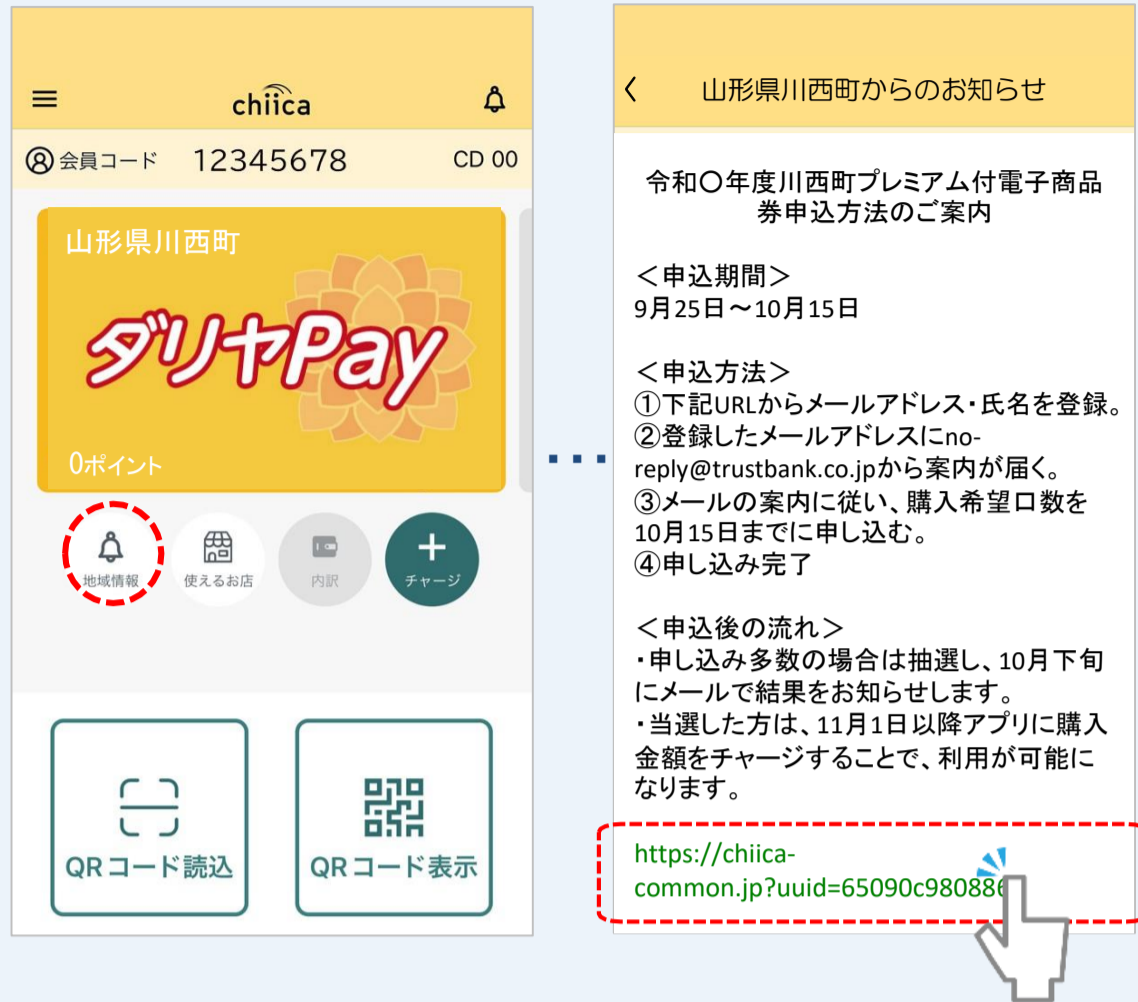 chiica
会員コード 12345678 CD 00
山形県川西町
ダリヤPay
0ポイント
地域情報
使えるお店
内訳
チャージ
QRコード読込
QRコード表示
山形県川西町からのお知らせ
令和〇年度川西町プレミアム付電子商品
券申込方法のご案内
＜申込期間＞
9月25日～10月15日
＜申込方法＞
①下記URLからメールアドレス・氏名を登録。
②登録したメールアドレスにno-
reply@trustbank.co.jpから案内が届く。
③メールの案内に従い、購入希望口数を
10月15日までに申し込む。
④申し込み完了
＜申込後の流れ＞
・申し込み多数の場合は抽選し、10月下旬
にメールで結果をお知らせします。
・当選した方は、11月1日以降アプリに購入
金額をチャージすることで、利用が可能に
なります。
https://chiica-
common.jp?uuid=65090c980886